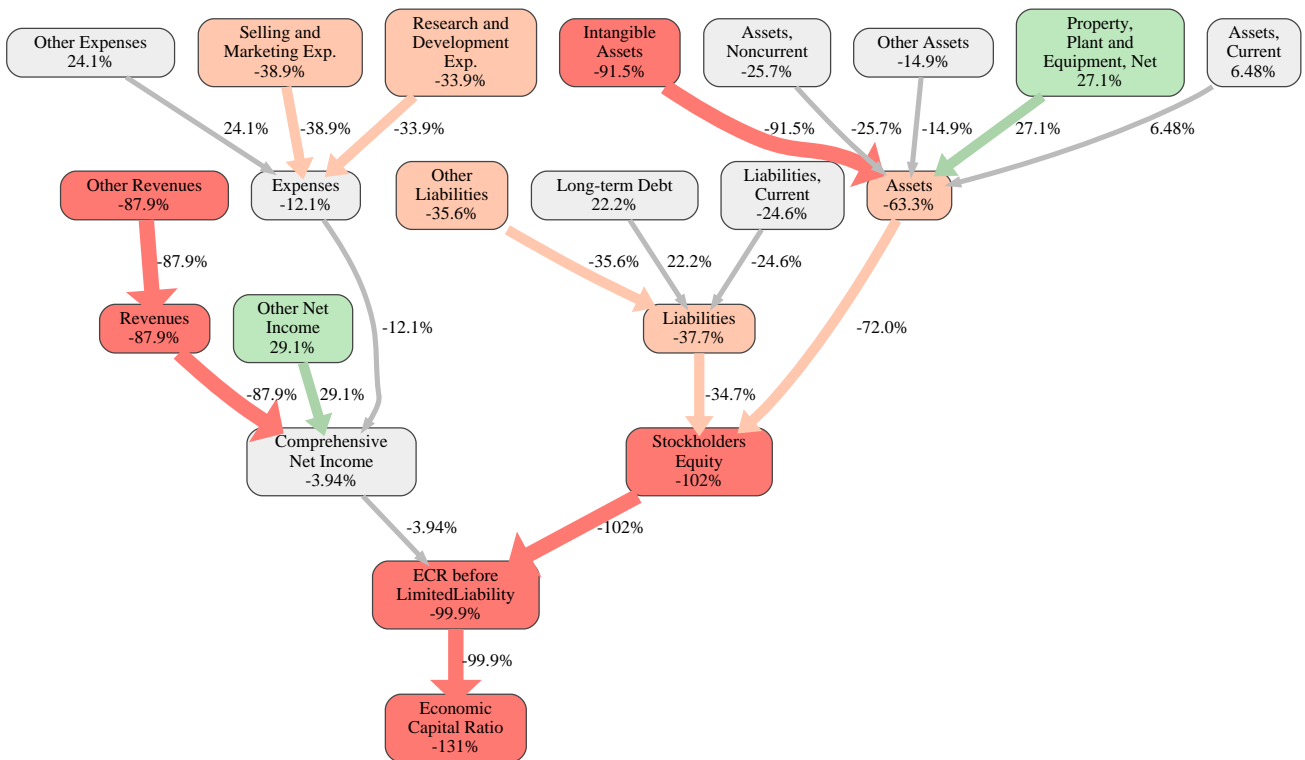 Other Expenses
24.1%
Selling and
Marketing Exp.
-38.9%
Research and
Development
Exp.
-33.9%
Intangible
Assets
-91.5%
Assets,
Noncurrent
-25.7%
Other Assets
-14.9%
Property,
Plant and
Equipment, Net
27.1%
Assets,
Current
6.48%
24.1%
-38.9%
-33.9%
-91.5%
-25.7%
-14.9%
27.1%
6.48%
Other Revenues
-87.9%
Expenses
-12.1%
Other
Liabilities
-35.6%
Long-term Debt
22.2%
Liabilities,
Current
-24.6%
Assets
-63.3%
-87.9%
-35.6%
22.2%
-24.6%
Revenues
-87.9%
Other Net
Income
29.1%
-12.1%
Liabilities
-37.7%
-72.0%
-87.9%
29.1%
-34.7%
Comprehensive
Net Income
-3.94%
Stockholders
Equity
-102%
-3.94%
-102%
ECR before
LimitedLiability
-99.9%
-99.9%
Economic
Capital Ratio
-131%